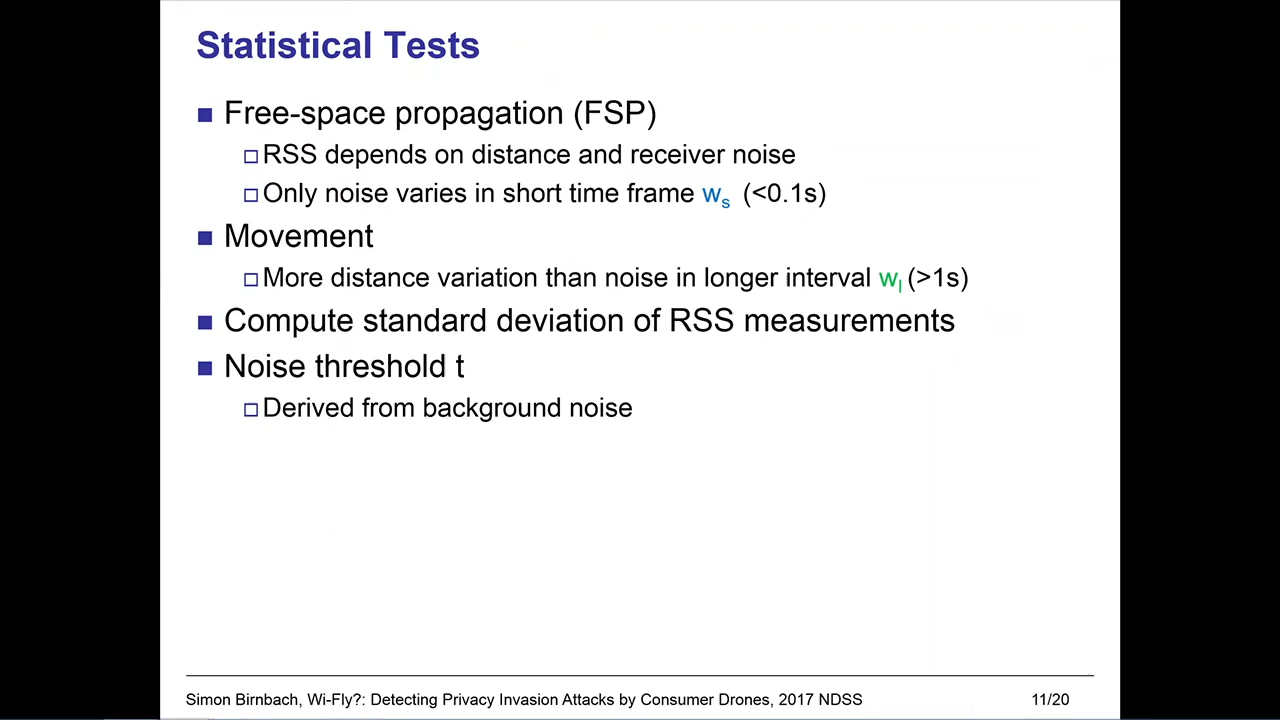 Statistical Tests
Free-space propagation (FSP)
RSS depends on distance and receiver noise
Only noise varies in short time frame ws (<0.1s)
Movement
More distance variation than noise in longer interval wl (>1s)
Compute standard deviation of RSS measurements
Noise threshold t
Derived from background noise
Simon Birnbach, Wi-Fly?: Detecting Privacy Invasion Attacks by Consumer Drones, 2017 NDSS
11/20